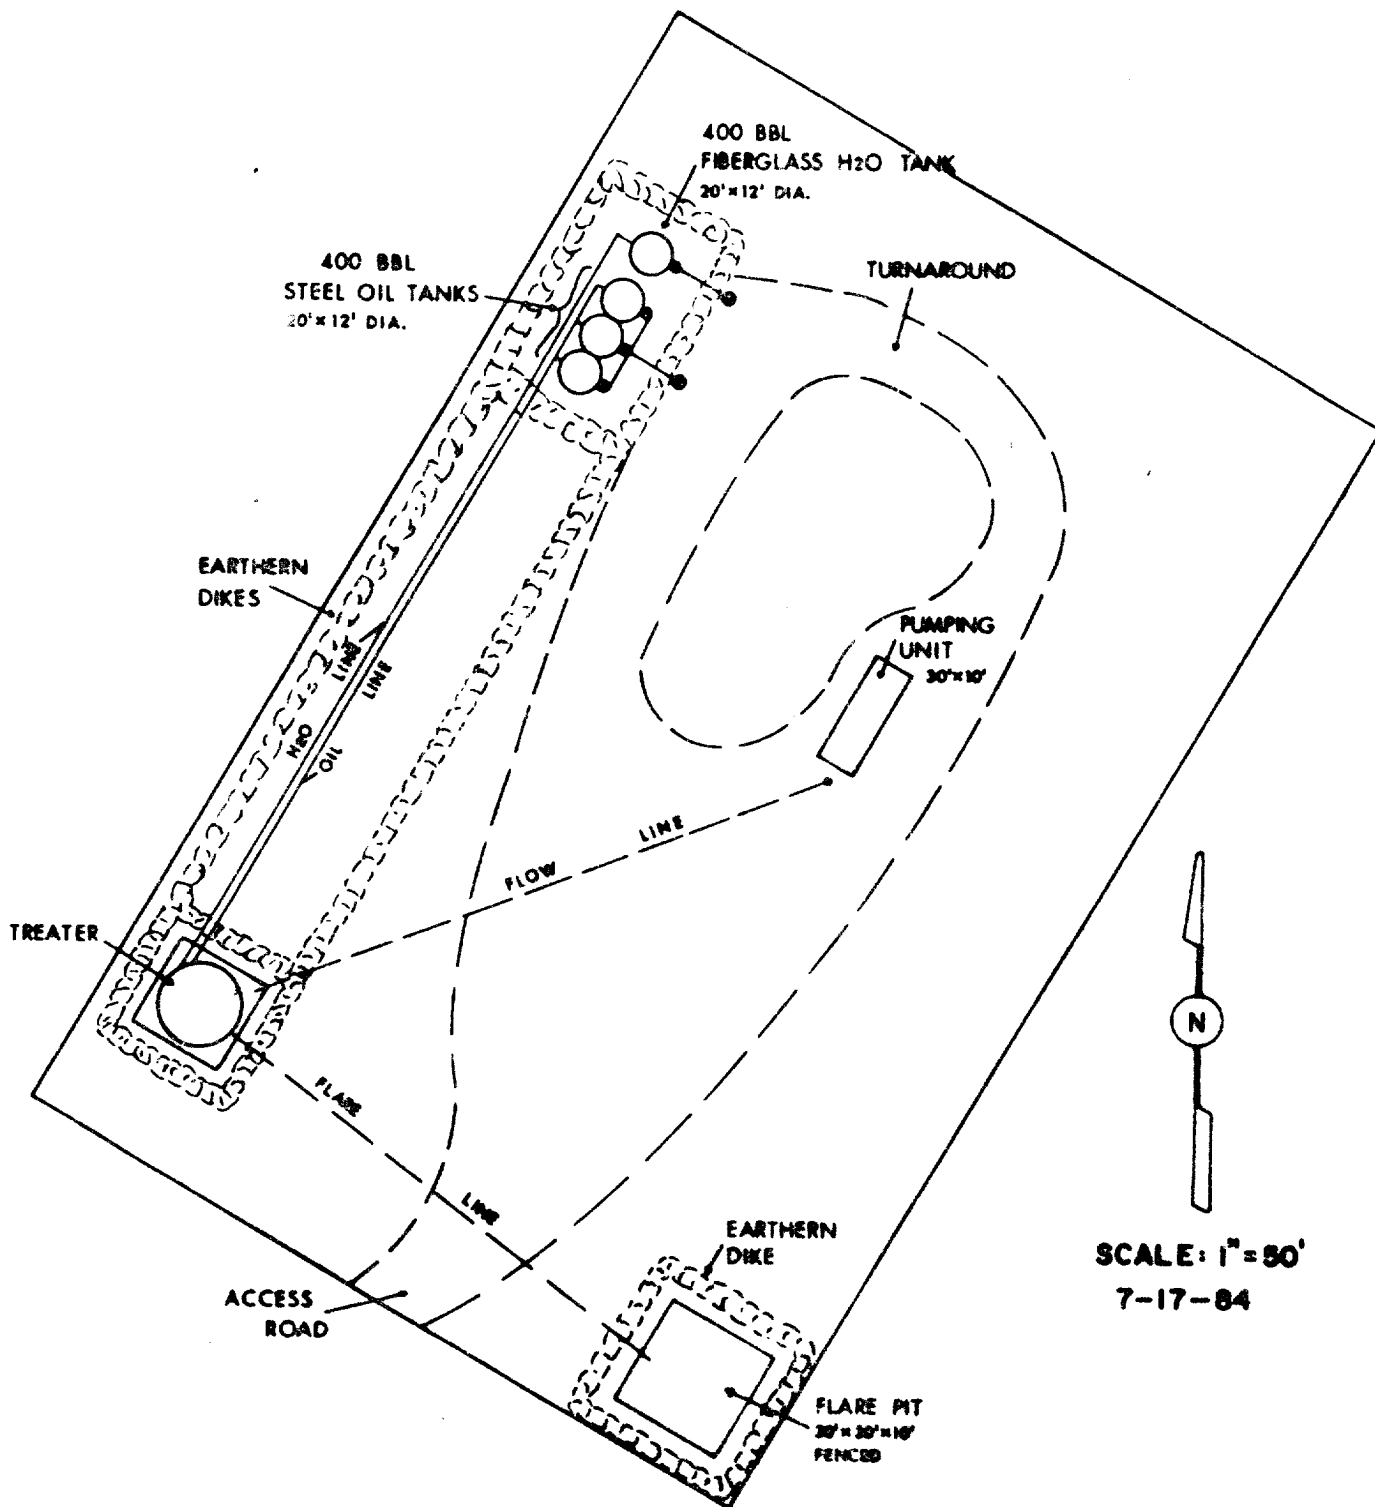 400 BBL
FIBERGLASS H2O TANK
20'×12' DIA.
400 BBL
STEEL OIL TANKS
20'×12' DIA.
TURNAROUND
EARTHERN
DIKES
LINE
LINE
H2O
OIL
PUMPING
UNIT
30'×10'
FLOW LINE
TREATER
FLARE LINE
N
SCALE: 1"=50'
7-17-84
EARTHERN
DIKE
ACCESS
ROAD
FLARE PIT
30'×30'×10'
FENCED